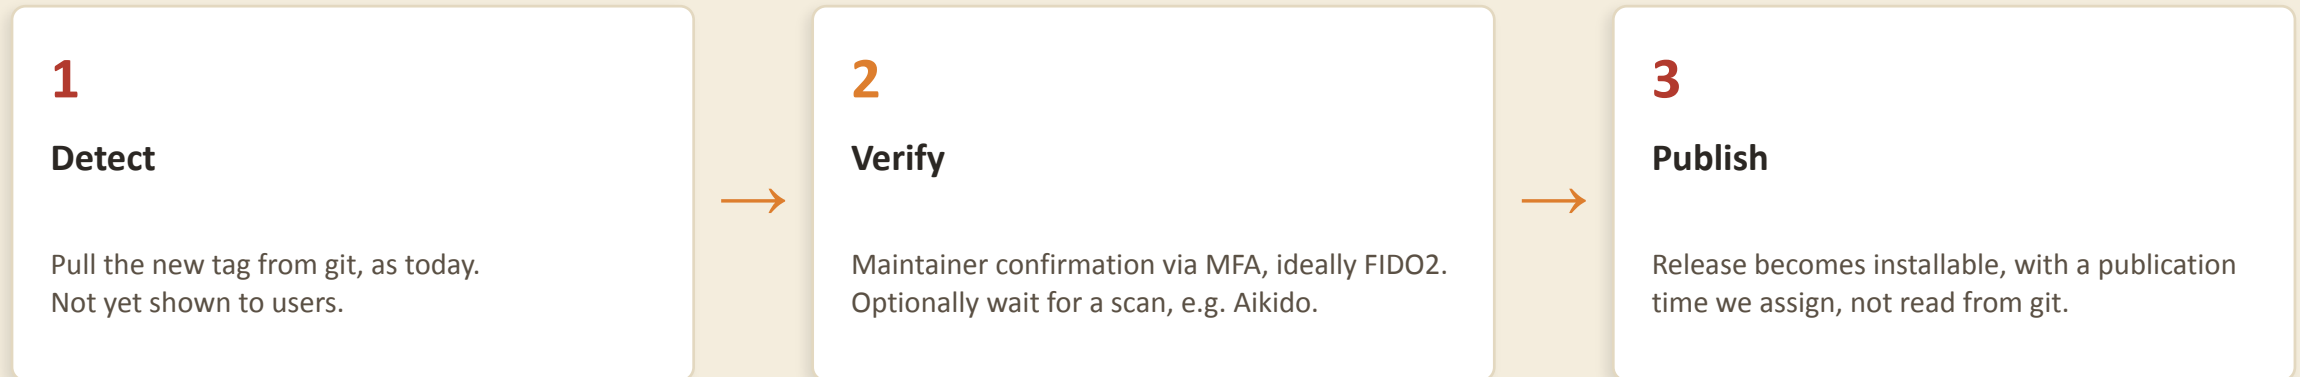 1
Detect
Pull the new tag from git, as today.
Not yet shown to users.
→
2
Verify
Maintainer confirmation via MFA, ideally FIDO2.
Optionally wait for a scan, e.g. Aikido.
→
3
Publish
Release becomes installable, with a publication
time we assign, not read from git.